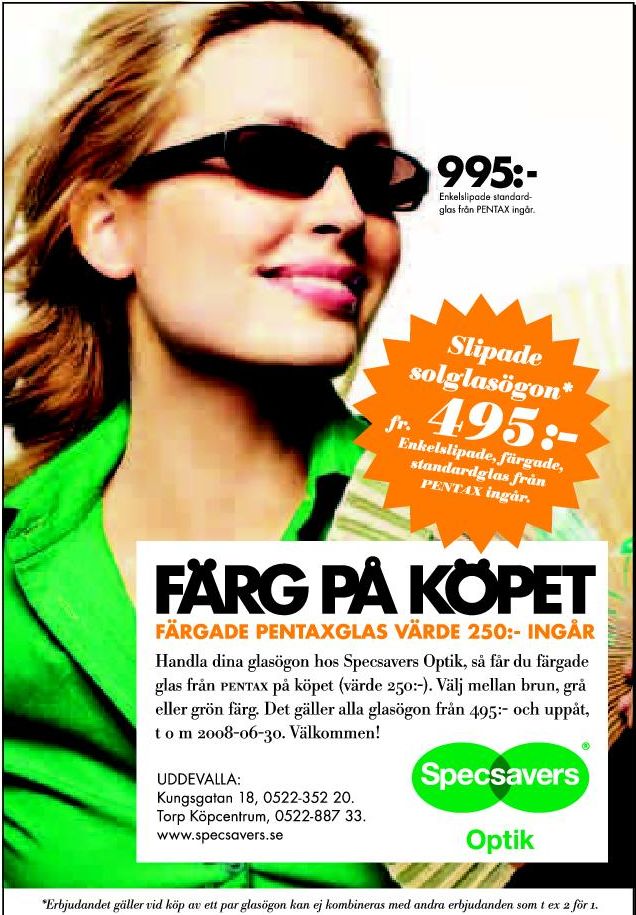 995:-
Enkelslipade standard-
glas från PENTAX ingår.
Slipade
solglasögon*
fr. 495:-
Enkelslipade, färgade,
standardglas från
PENTAX ingår.
FÄRG PÅ KÖPET
FÄRGADE PENTAXGLAS VÄRDE 250:- INGÅR
Handla dina glasögon hos Specsavers Optik, så får du färgade
glas från PENTAX på köpet (värde 250:-). Välj mellan brun, grå
eller grön färg. Det gäller alla glasögon från 495:- och uppåt,
t o m 2008-06-30. Välkommen!
UDDEVALLA:
Kungsgatan 18, 0522-352 20.
Torp Köpcentrum, 0522-887 33.
www.specsavers.se
Specsavers®
Optik
*Erbjudandet gäller vid köp av ett par glasögon kan ej kombineras med andra erbjudanden som t ex 2 för 1.